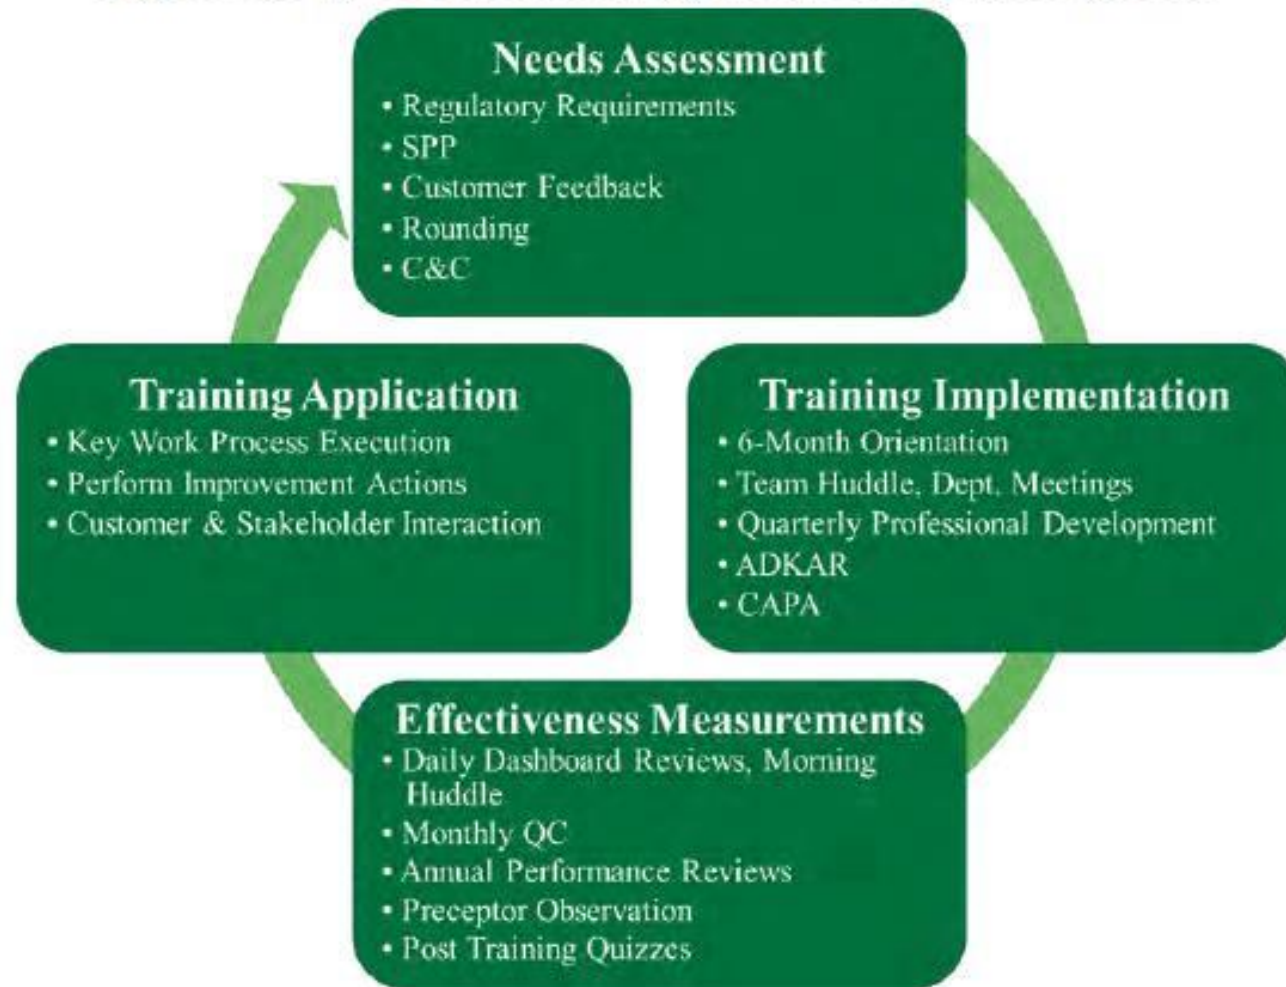 Needs Assessment
• Regulatory Requirements
• SPP
• Customer Feedback
• Rounding
• C&C
Training Application
• Key Work Process Execution
• Perform Improvement Actions
• Customer & Stakeholder Interaction
Training Implementation
• 6-Month Orientation
• Team Huddle, Dept. Meetings
• Quarterly Professional Development
• ADKAR
• CAPA
Effectiveness Measurements
• Daily Dashboard Reviews, Morning
Huddle
• Monthly QC
• Annual Performance Reviews
• Preceptor Observation
• Post Training Quizzes